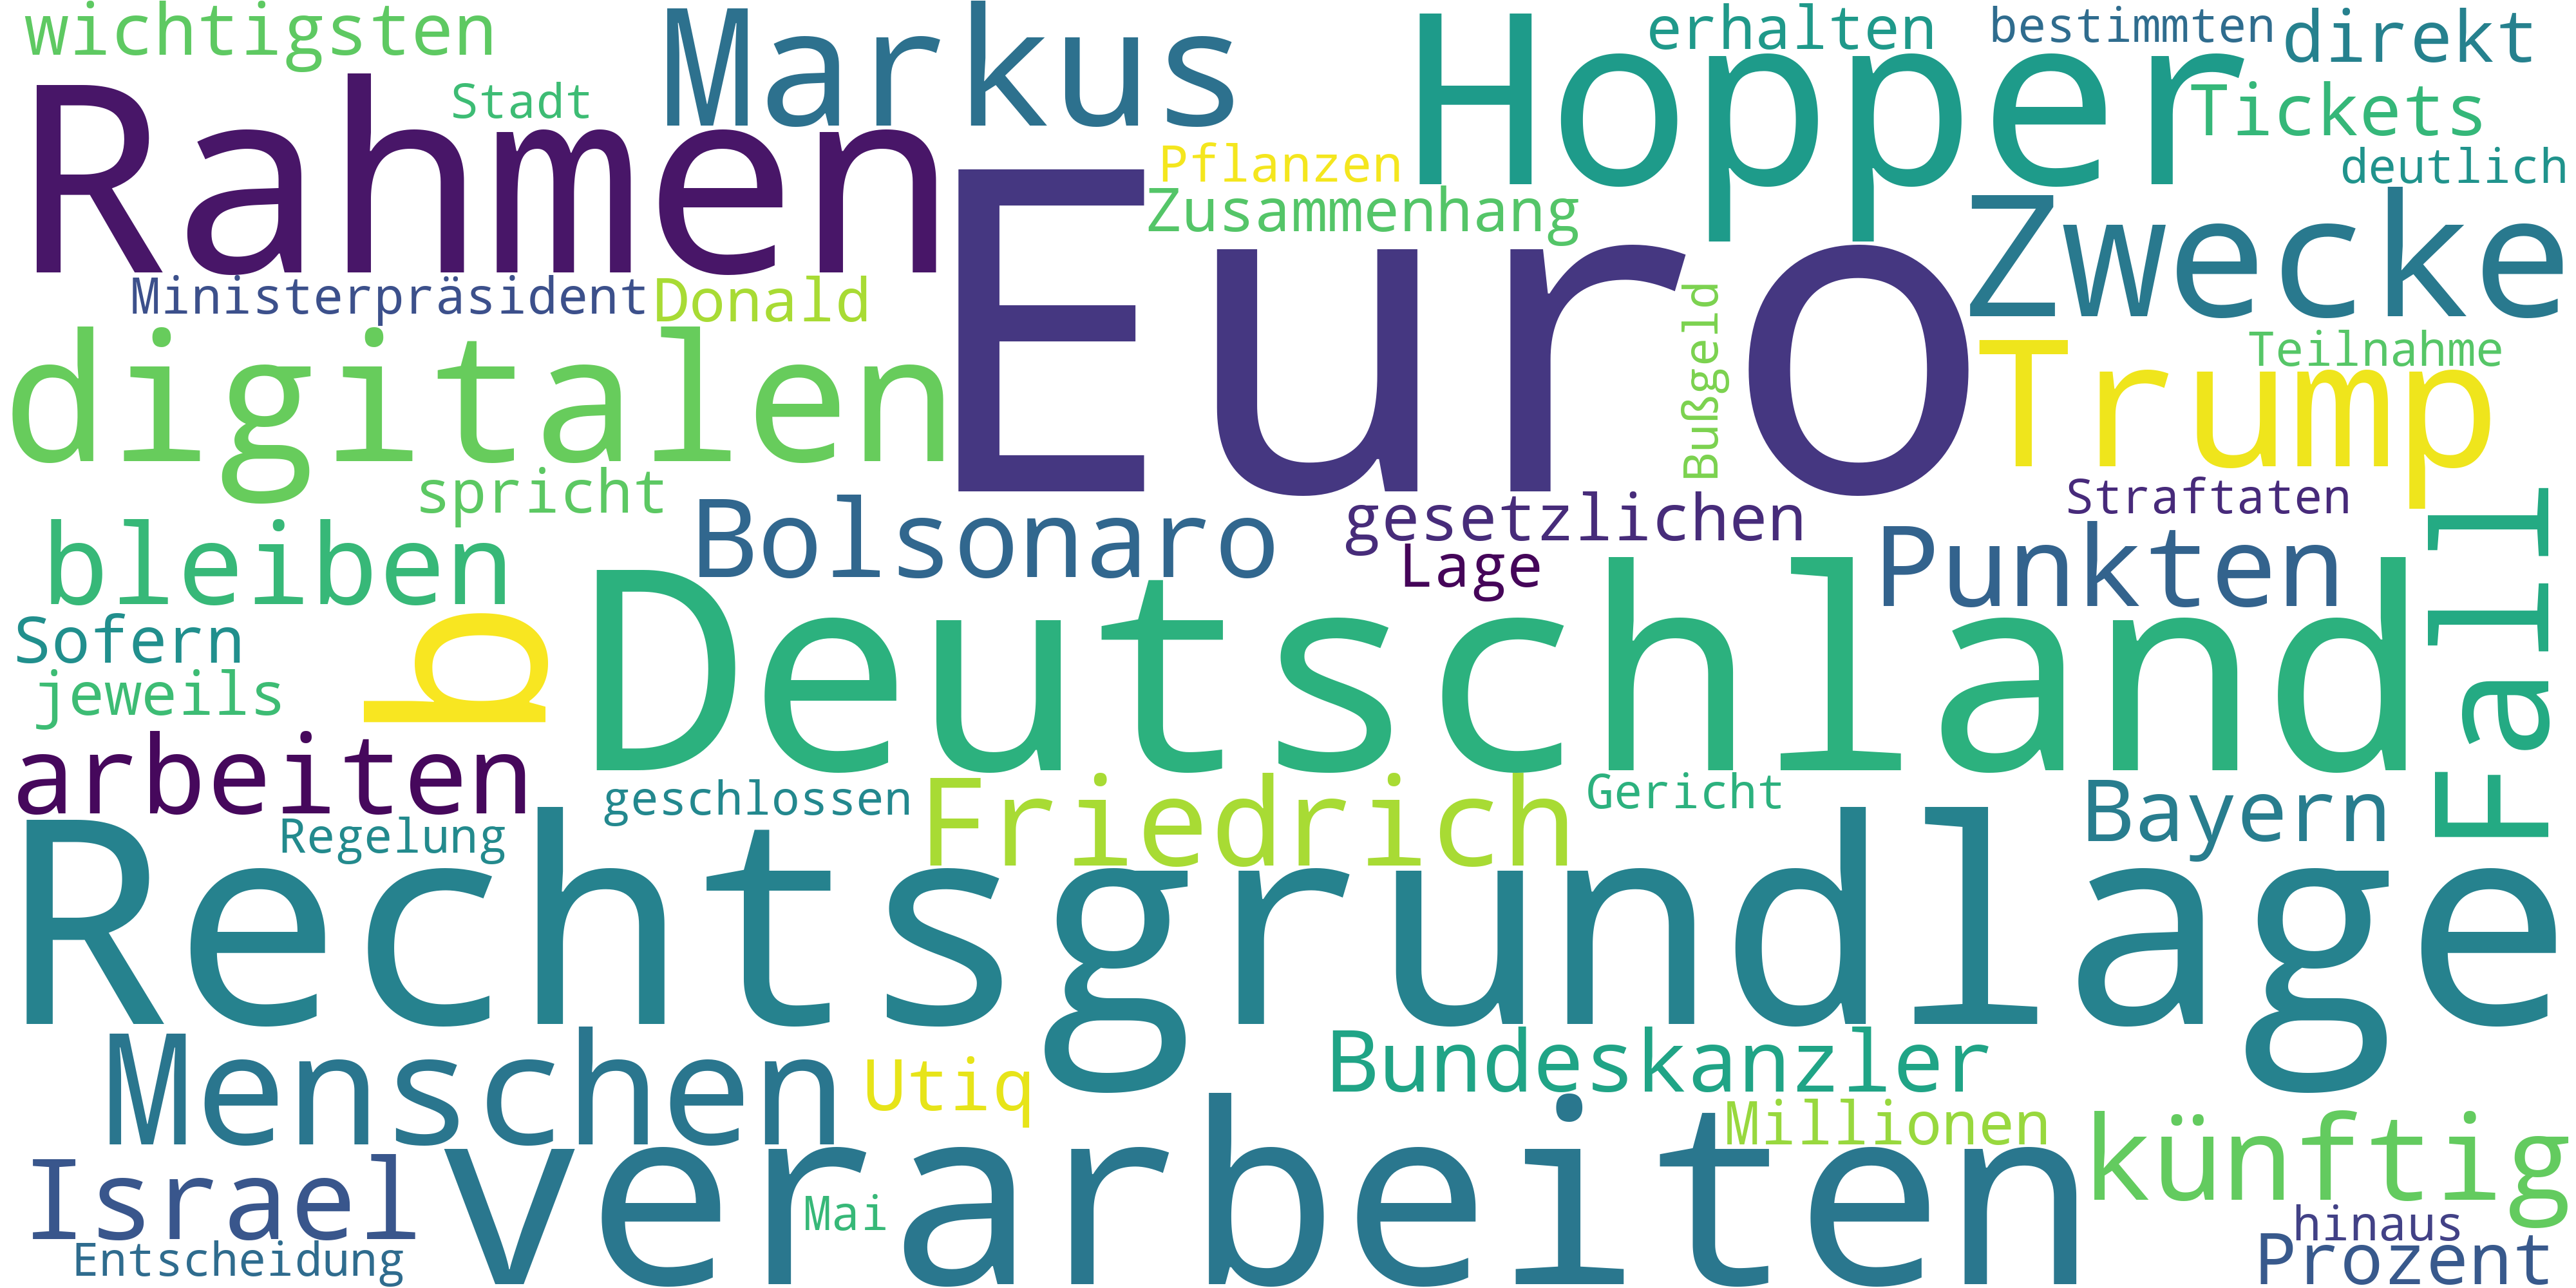 wichtigsten
Markus
Hopper
erhalten
bestimmten
direkt
Stadt
Tickets
Rahmen
Pflanzen
deutlich
Zusammenhang
Zwecke
Euro
Ministerpräsident
Donald
Bußgeld
digitalen
Trump
Teilnahme
spricht
Bolsonaro
gesetzlichen
Straftaten
bleiben
Lage
Punkten
Fall
Deutschland
Sofern
b
jeweils
arbeiten
geschlossen
Friedrich
Gericht
Bayern
Regelung
Rechtsgrundlage
Menschen
Utiq
Bundeskanzler
Millionen
künftig
Israel
verarbeiten
Mai
hinaus
Entscheidung
Prozent